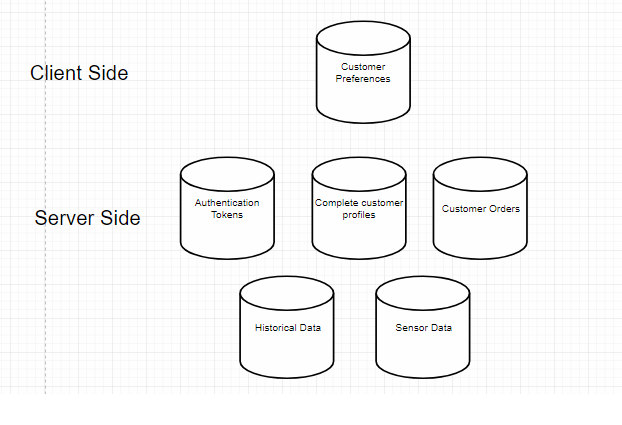 Client Side
Customer
Preferences
Server Side
Authentication
Tokens
Complete customer
profiles
Customer Orders
Historical Data
Sensor Data